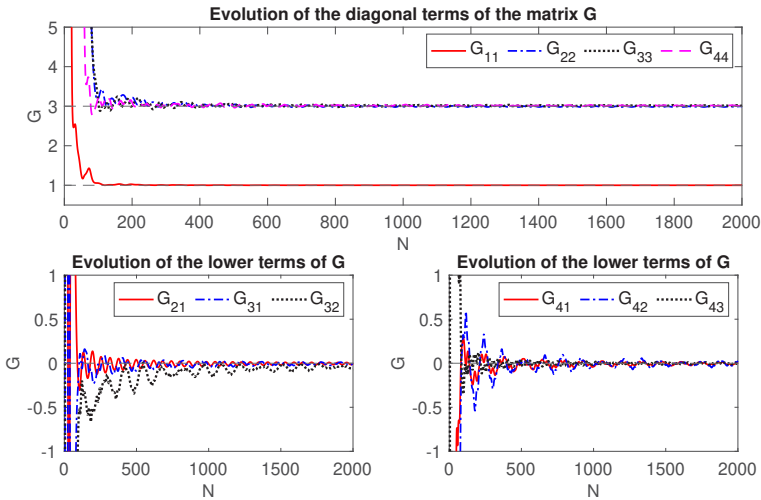 Evolution of the diagonal terms of the matrix G
5
4
3
2
1
G
G11 G22 G33 G44
0 200 400 600 800 1000 1200 1400 1600 1800 2000
N
Evolution of the lower terms of G
1
0.5
0
-0.5
-1
G
G21 G31 G32
0 500 1000 1500 2000
N
Evolution of the lower terms of G
1
0.5
0
-0.5
-1
G
G41 G42 G43
0 500 1000 1500 2000
N